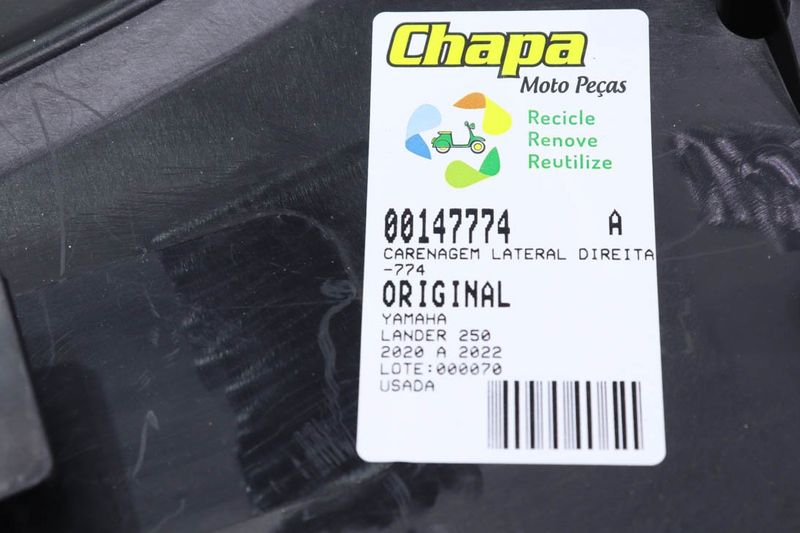 Chapa
Moto Peças
Recicle
Renove
Reutilize
00147774 A
CARENAGEM LATERAL DIREITA
-774
ORIGINAL
YAMAHA
LANDER 250
2020 A 2022
LOTE:000070
USADA